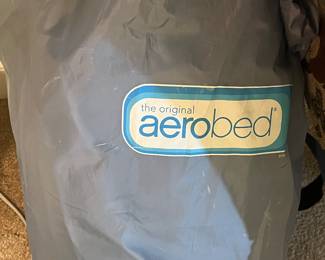 the original
aerobed®